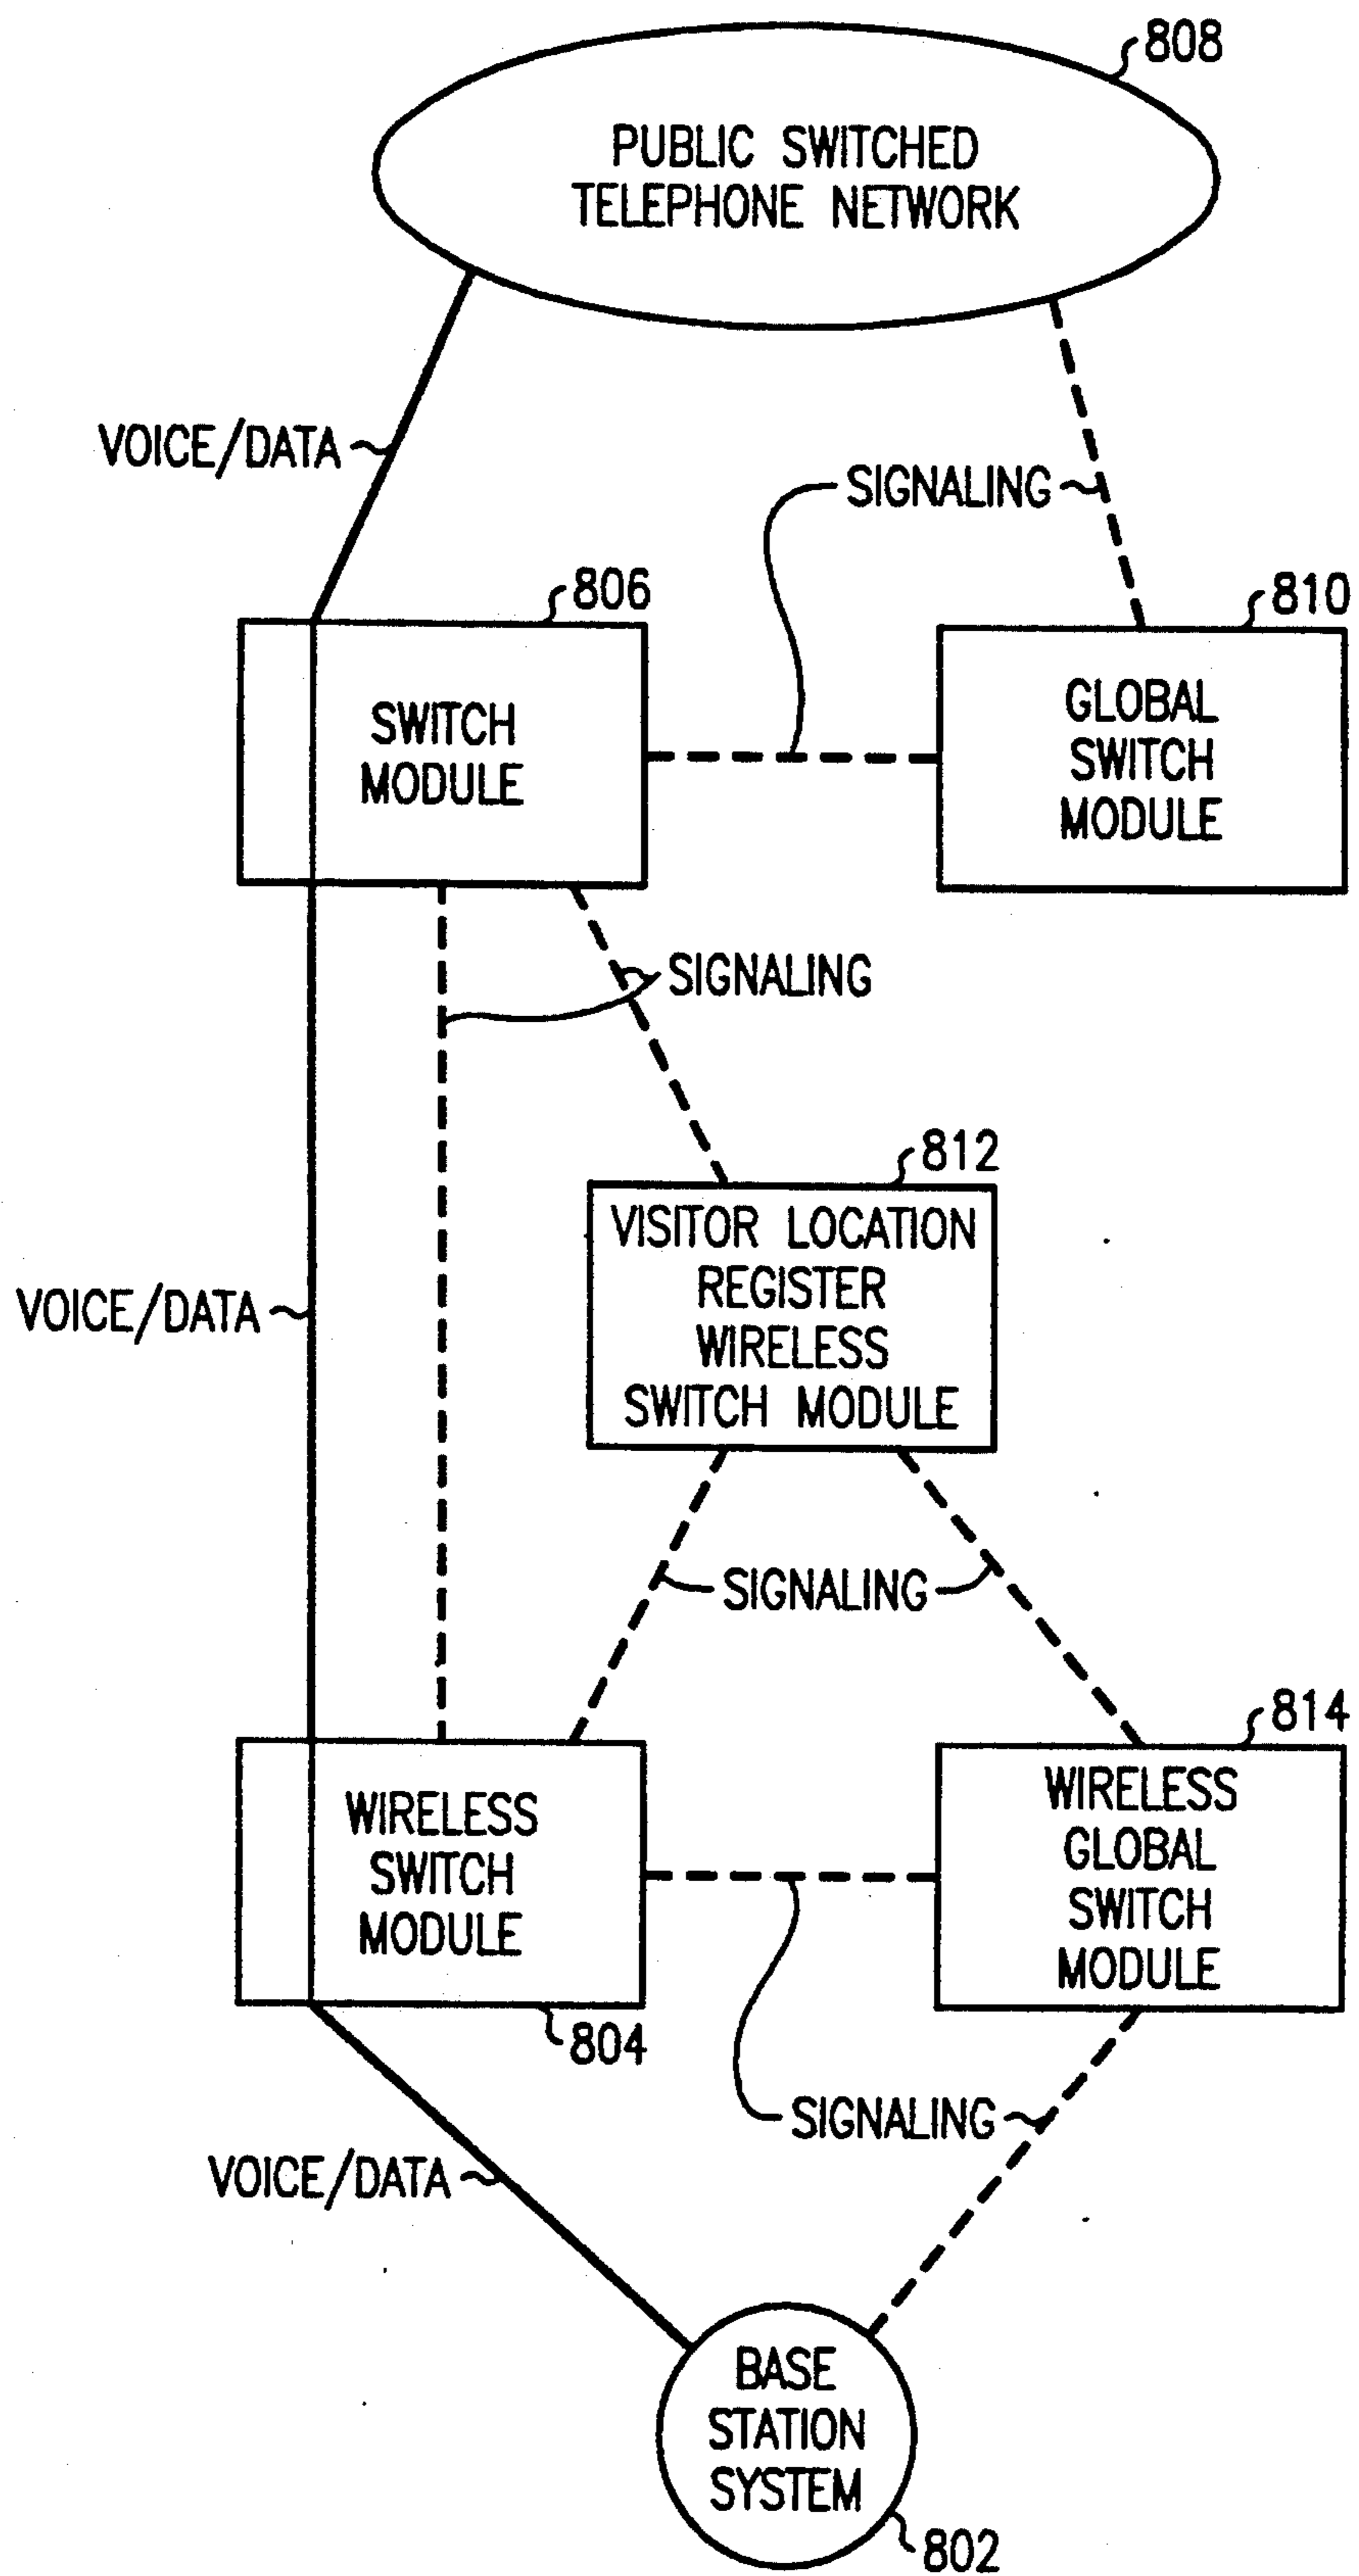 808
PUBLIC SWITCHED
TELEPHONE NETWORK
VOICE/DATA
SIGNALING
806
810
SWITCH
MODULE
GLOBAL
SWITCH
MODULE
SIGNALING
812
VISITOR LOCATION
REGISTER
WIRELESS
SWITCH MODULE
VOICE/DATA
SIGNALING
814
WIRELESS
SWITCH
MODULE
WIRELESS
GLOBAL
SWITCH
MODULE
804
SIGNALING
VOICE/DATA
BASE
STATION
SYSTEM
802